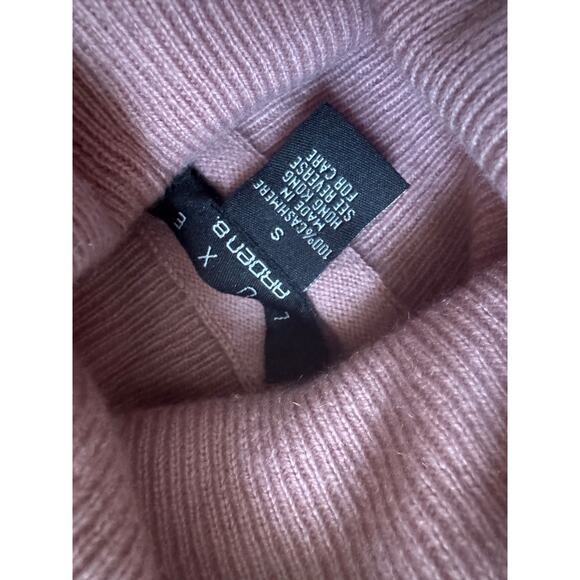 ARDEN B.
L U X E
S
100% CASHMERE
MADE IN
HONG KONG
SEE REVERSE
FOR CARE